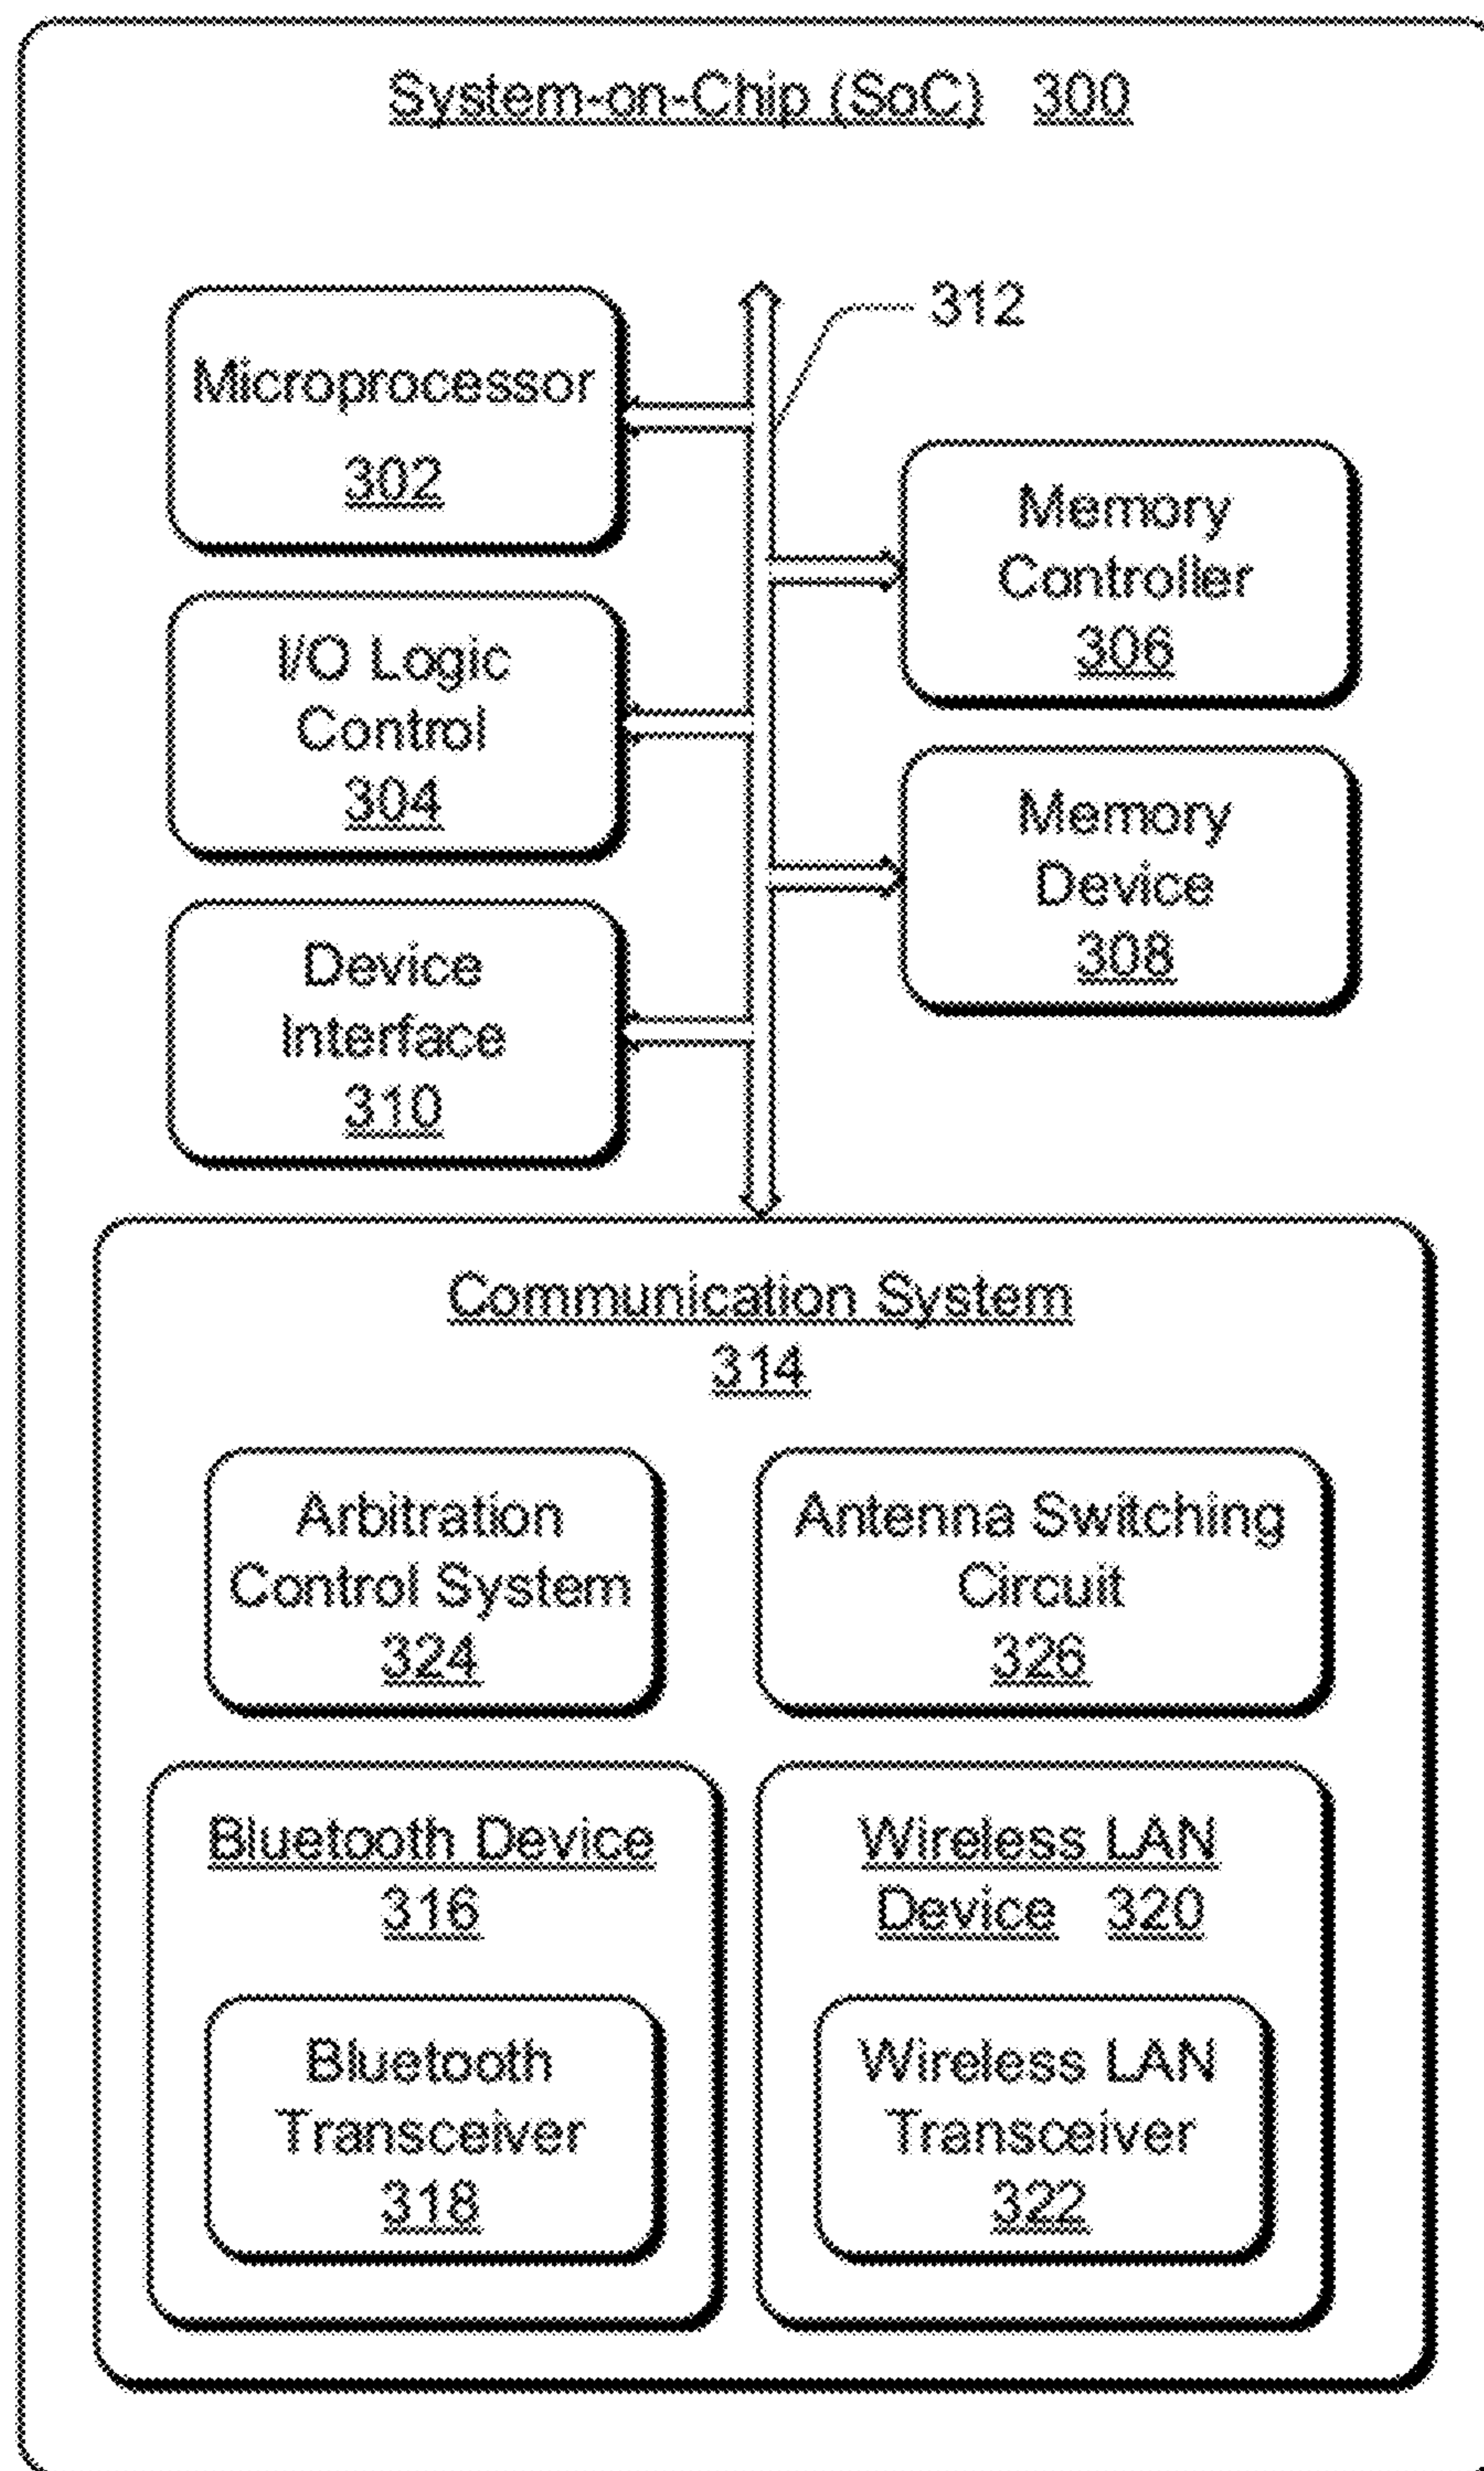 System-on-Chip (SoC) 300
312
Microprocessor
302
Memory
Controller
306
I/O Logic
Control
304
Memory
Device
308
Device
Interface
310
Communication System
314
Arbitration
Control System
324
Antenna Switching
Circuit
326
Bluetooth Device
316
Bluetooth
Transceiver
318
Wireless LAN
Device 320
Wireless LAN
Transceiver
322